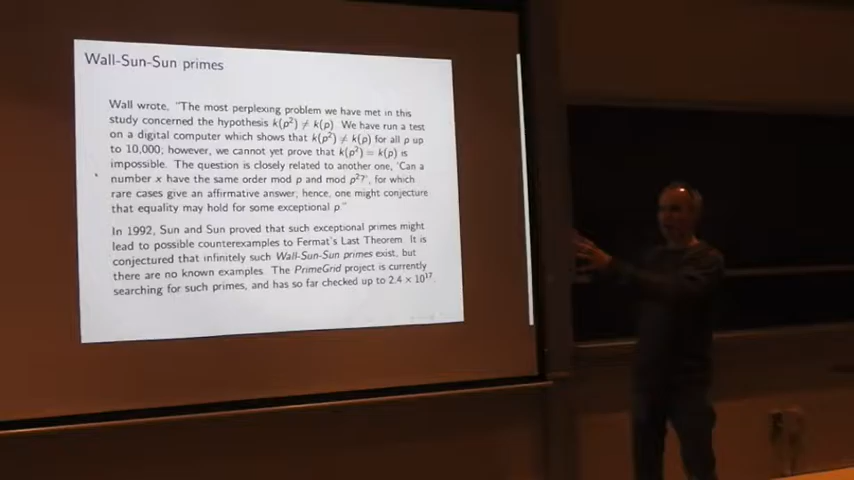 Wall-Sun-Sun primes
Wall wrote, "The most perplexing problem we have met in this
study concerned the hypothesis k(p²) ≠ k(p). We have run a test
on a digital computer which shows that k(p²) ≠ k(p) for all p up
to 10,000; however, we cannot yet prove that k(p²) = k(p) is
impossible. The question is closely related to another one, 'Can a
number x have the same order mod p and mod p²?', for which
rare cases give an affirmative answer; hence, one might conjecture
that equality may hold for some exceptional p."
In 1992, Sun and Sun proved that such exceptional primes might
lead to possible counterexamples to Fermat's Last Theorem. It is
conjectured that infinitely such Wall-Sun-Sun primes exist, but
there are no known examples. The PrimeGrid project is currently
searching for such primes, and has so far checked up to 2.4 × 10¹⁷.